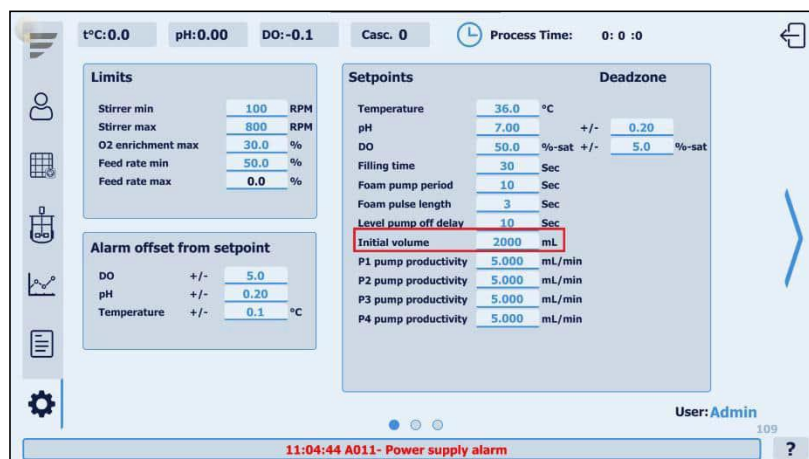 t°C:0.0 pH:0.00 DO:-0.1 Casc. 0 Process Time: 0: 0 :0
Limits
Stirrer min 100 RPM
Stirrer max 800 RPM
O2 enrichment max 30.0 %
Feed rate min 50.0 %
Feed rate max 0.0 %
Alarm offset from setpoint
DO +/- 5.0
pH +/- 0.20
Temperature +/- 0.1 °C
Setpoints Deadzone
Temperature 36.0 °C
pH 7.00 +/- 0.20
DO 50.0 %-sat +/- 5.0 %-sat
Filling time 30 Sec
Foam pump period 10 Sec
Foam pulse length 3 Sec
Level pump off delay 10 Sec
Initial volume 2000 mL
P1 pump productivity 5.000 mL/min
P2 pump productivity 5.000 mL/min
P3 pump productivity 5.000 mL/min
P4 pump productivity 5.000 mL/min
User: Admin
109
11:04:44 A011- Power supply alarm ?